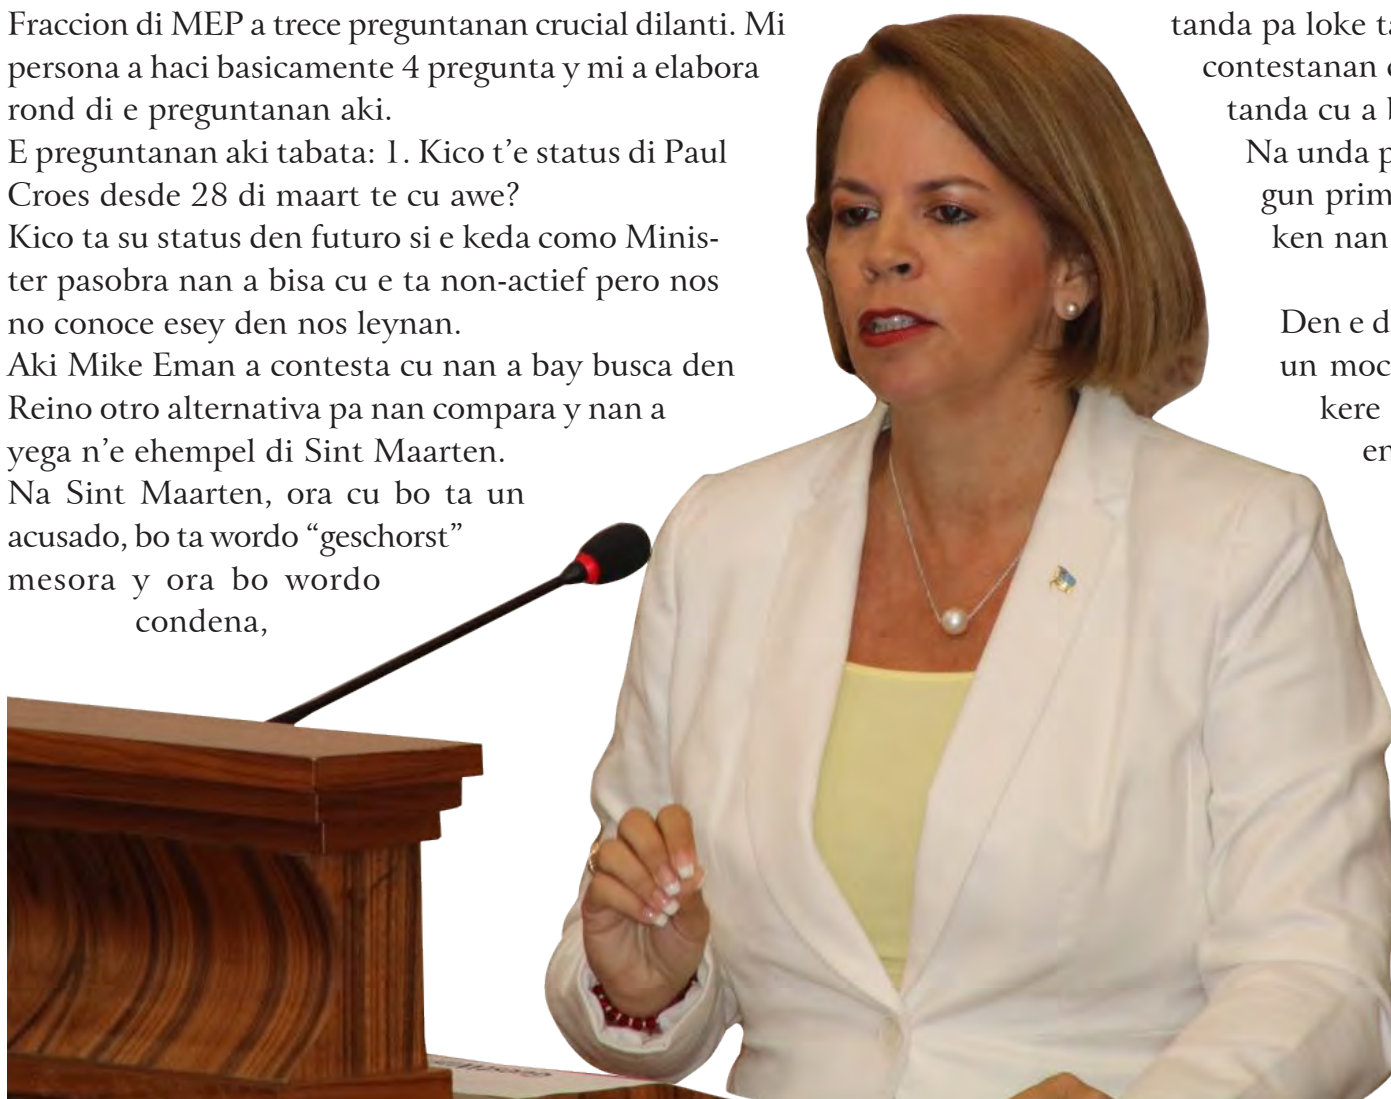 Fraccion di MEP a trece preguntanan crucial dilanti. Mi
persona a haci basicamente 4 pregunta y mi a elabora
rond di e preguntanan aki.
E preguntanan aki tabata: 1. Kico t’e status di Paul
Croes desde 28 di maart te cu awe?
Kico ta su status den futuro si e keda como Minis-
ter pasobra nan a bisa cu e ta non-actief pero nos
no conoce esey den nos leynan.
Aki Mike Eman a contesta cu nan a bay busca den
Reino otro alternativa pa nan compara y nan a
yega n’e ehempel di Sint Maarten.
Na Sint Maarten, ora cu bo ta un
acusado, bo ta wordo “geschorst”
mesora y ora bo wordo
condena,
tanda pa loke
contestanan
tanda cu a
Na unda
gun
ken nan
Den e
un
kere